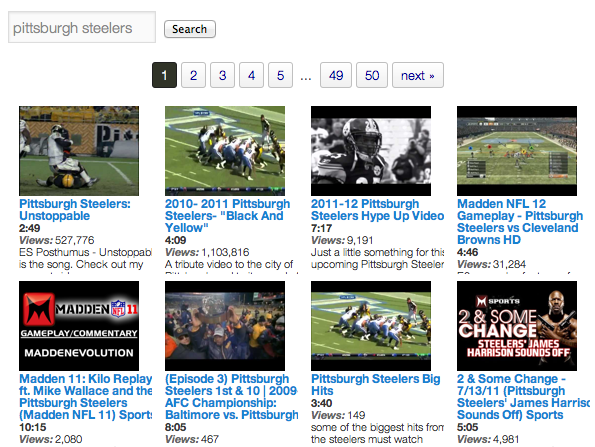 pittsburgh steelers Search
1 2 3 4 5 ... 49 50 next »
Pittsburgh Steelers:
Unstoppable
2:49
Views: 527,776
ES Posthumus - Unstoppabl
is the song. Check out my
2010- 2011 Pittsburgh
Steelers- "Black And
Yellow"
4:09
Views: 1,103,816
A tribute video to the city of
2011-12 Pittsburgh
Steelers Hype Up Video
7:17
Views: 9,191
Just a little something for this
upcoming Pittsburgh Steeler
Madden NFL 12
Gameplay - Pittsburgh
Steelers vs Cleveland
Browns HD
4:46
Views: 31,284
MADDEN NFL 11
GAMEPLAY/COMMENTARY
MADDENEVOLUTION
Madden 11: Kilo Replay
ft. Mike Wallace and the
Pittsburgh Steelers
(Madden NFL 11) Sports
10:15
Views: 2,080
(Episode 3) Pittsburgh
Steelers 1st & 10 | 2009
AFC Championship:
Baltimore vs. Pittsburgh
8:05
Views: 467
Pittsburgh Steelers Big
Hits
3:40
Views: 149
some of the biggest hits from
the steelers must watch
SPORTS
2 & SOME
CHANGE
STEELERS' JAMES
HARRISON SOUNDS OFF
2 & Some Change -
7/13/11 (Pittsburgh
Steelers' James Harriso
Sounds Off) Sports
5:05
Views: 4,981